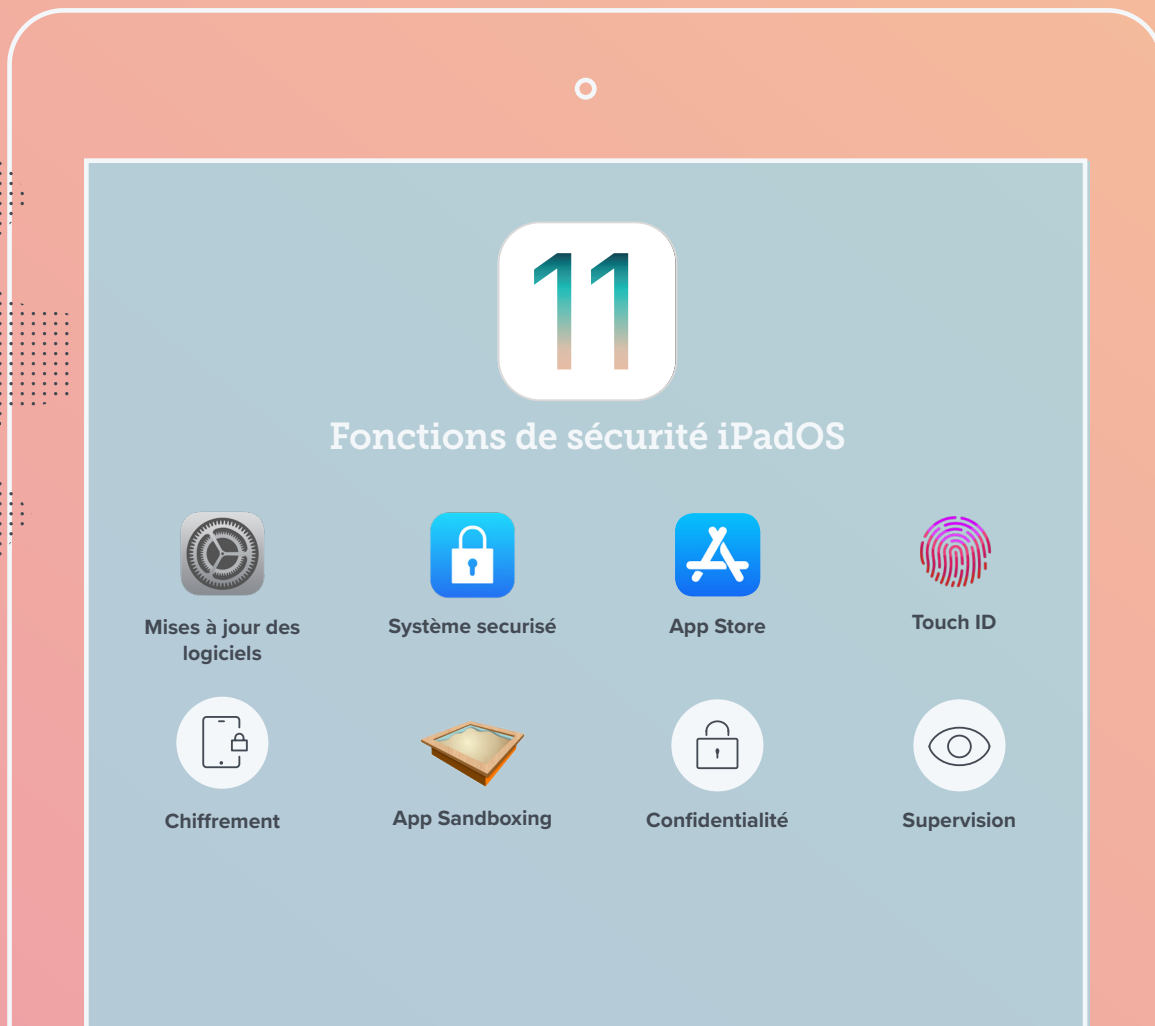 11
Fonctions de sécurité iPadOS
Mises à jour des
logiciels
Système securisé
App Store
Touch ID
Chiffrement
App Sandboxing
Confidentialité
Supervision